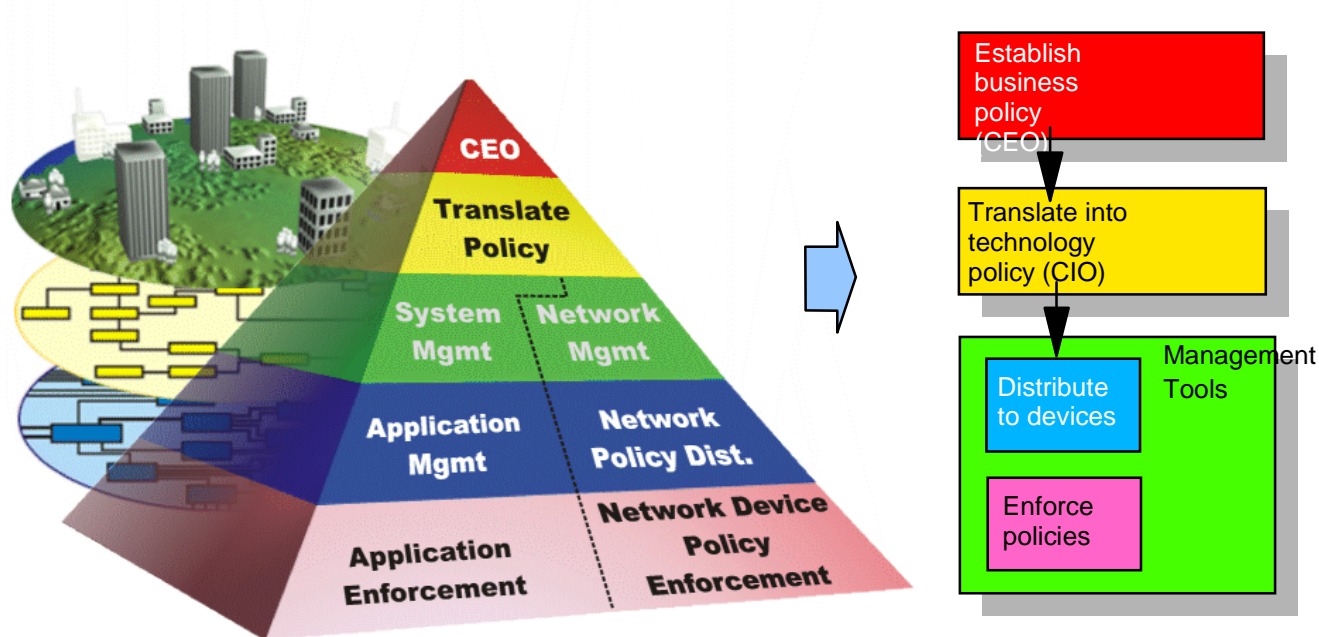 CEO
Translate
Policy
System
Mgmt
Network
Mgmt
Application
Mgmt
Network
Policy Dist.
Application
Enforcement
Network Device
Policy
Enforcement
Establish
business
policy
(CEO)
Translate into
technology
policy (CIO)
Management
Tools
Distribute
to devices
Enforce
policies